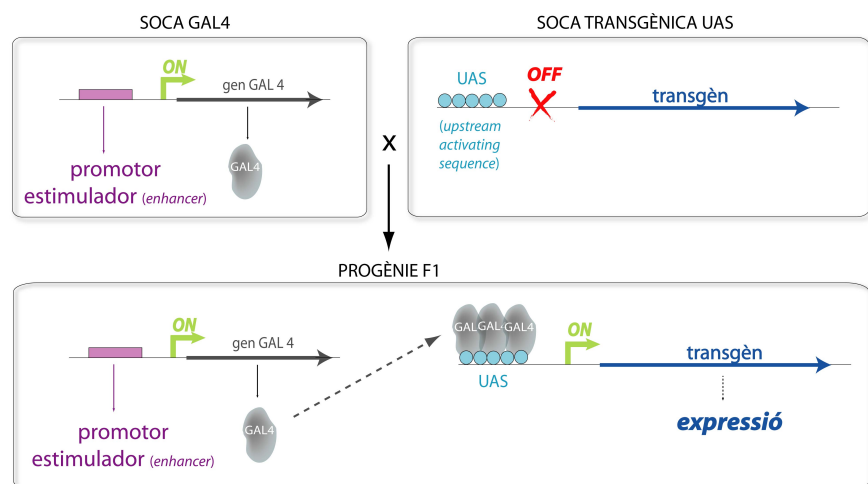 SOCA GAL4
ON
gen GAL 4
GAL4
promotor
estimulador (enhancer)
X
SOCA TRANSGÈNICA UAS
UAS
OFF
transgèn
(upstream
activating
sequence)
PROGÈNIE F1
ON
gen GAL 4
GAL4
promotor
estimulador (enhancer)
GAL GAL4 GAL4
UAS
ON
transgèn
expressió